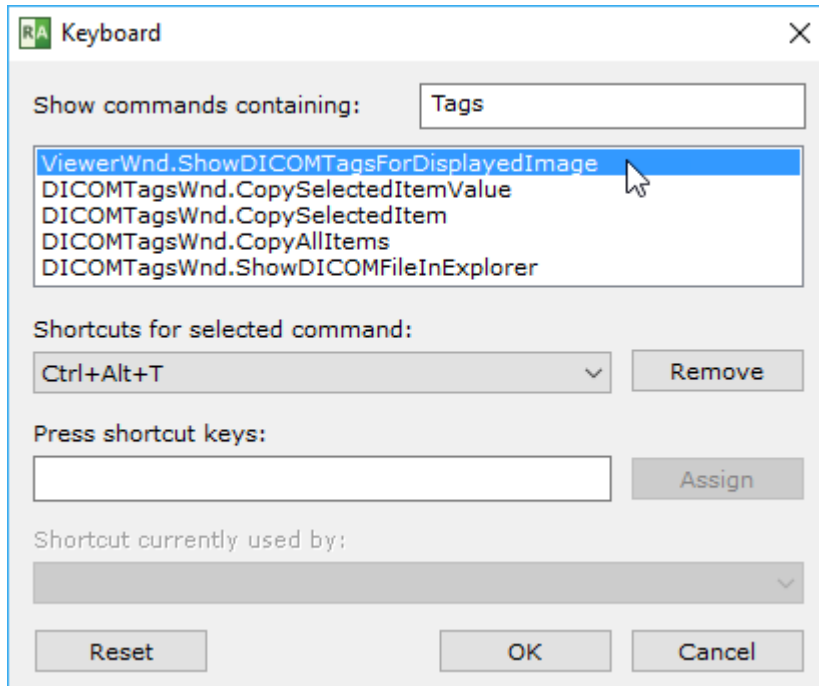 RA Keyboard
Show commands containing: Tags
ViewerWnd.ShowDICOMTagsForDisplayedImage
DICOMTagsWnd.CopySelectedItemValue
DICOMTagsWnd.CopySelectedItem
DICOMTagsWnd.CopyAllItems
DICOMTagsWnd.ShowDICOMFileInExplorer
Shortcuts for selected command:
Ctrl+Alt+T Remove
Press shortcut keys:
Assign
Shortcut currently used by:
Reset OK Cancel